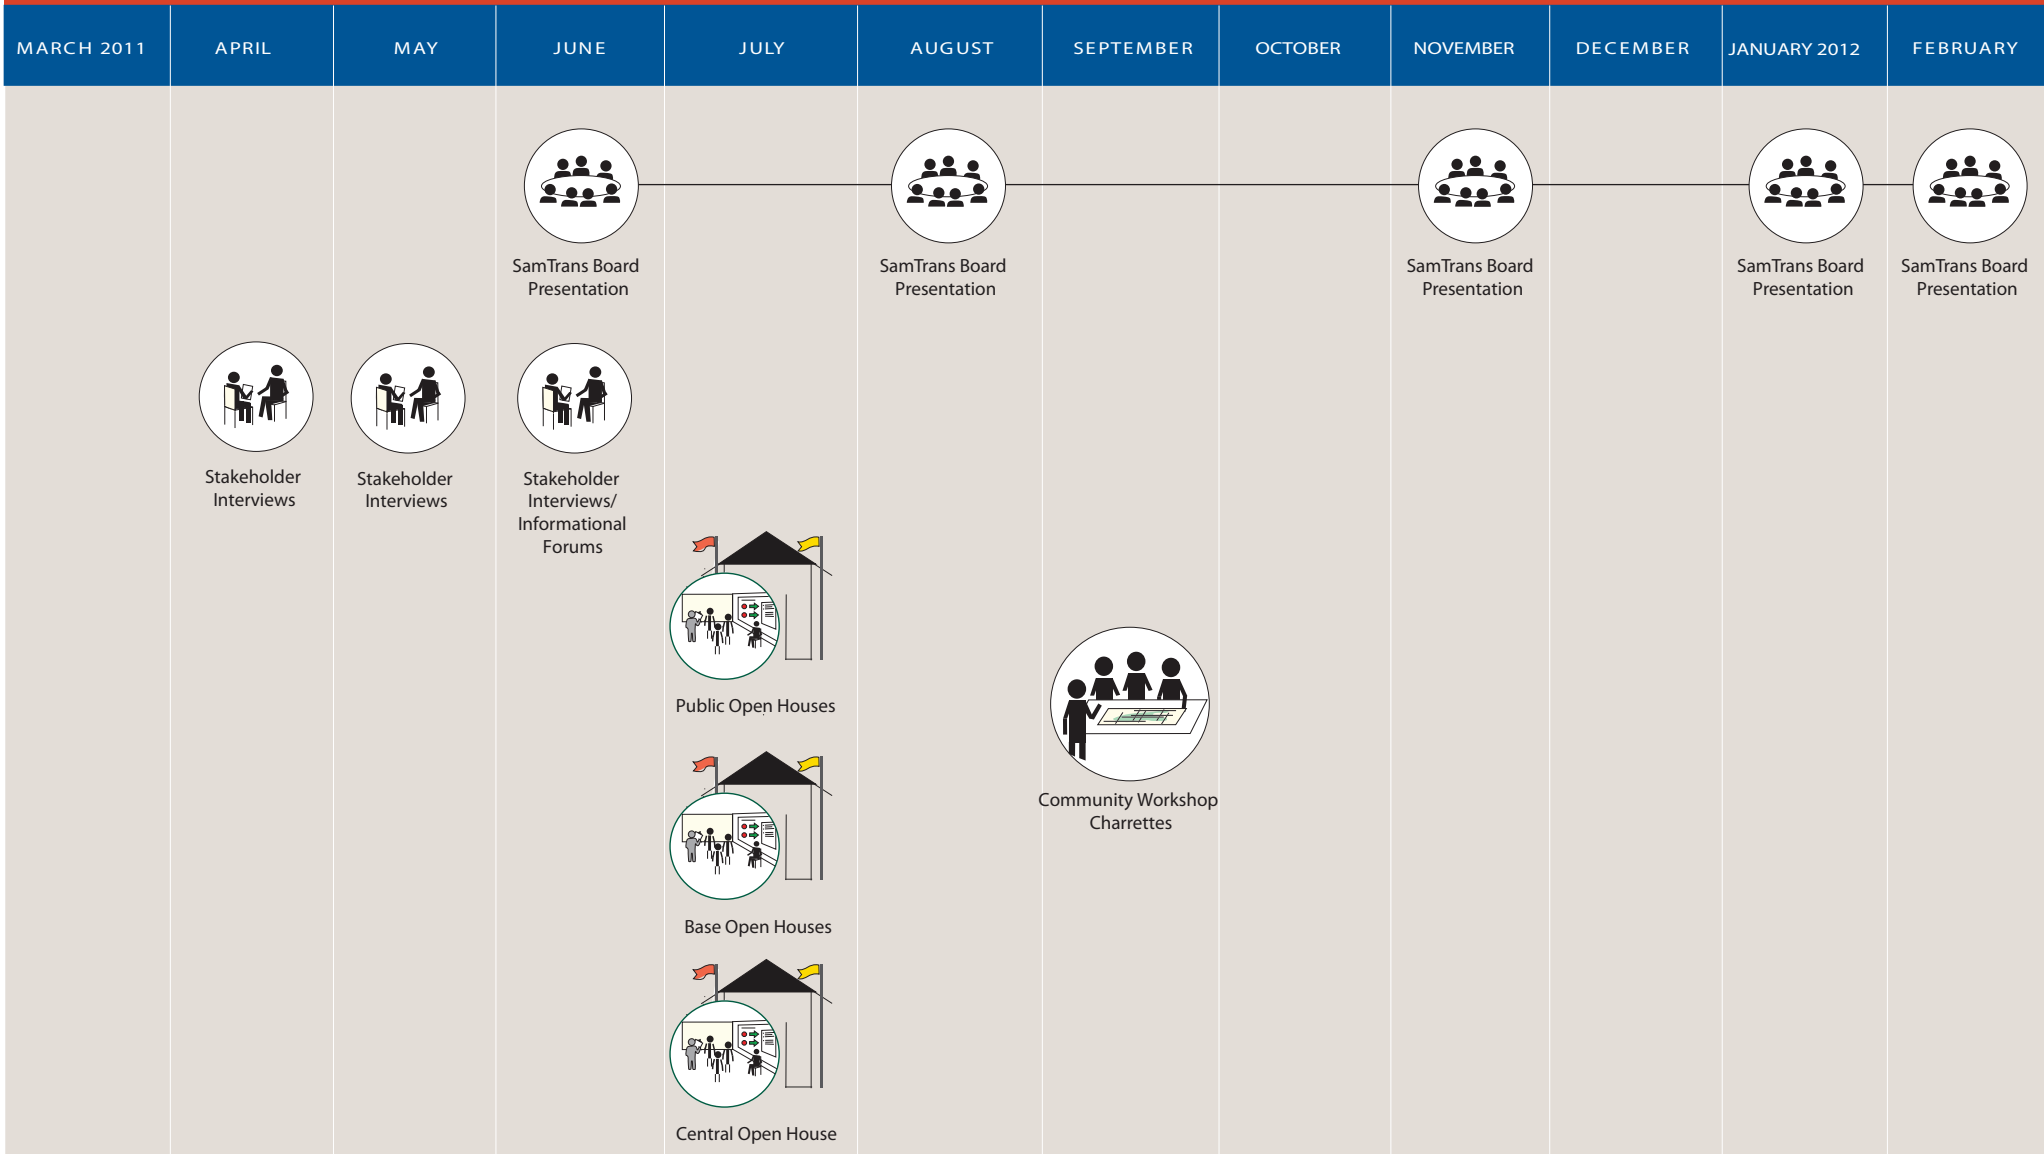 MARCH 2011
APRIL
MAY
JUNE
JULY
AUGUST
SEPTEMBER
OCTOBER
NOVEMBER
DECEMBER
JANUARY 2012
FEBRUARY
SamTrans Board
Presentation
SamTrans Board
Presentation
SamTrans Board
Presentation
SamTrans Board
Presentation
SamTrans Board
Presentation
Stakeholder
Interviews
Stakeholder
Interviews
Stakeholder
Interviews/
Informational
Forums
Public Open Houses
Community Workshop
Charrettes
Base Open Houses
Central Open House